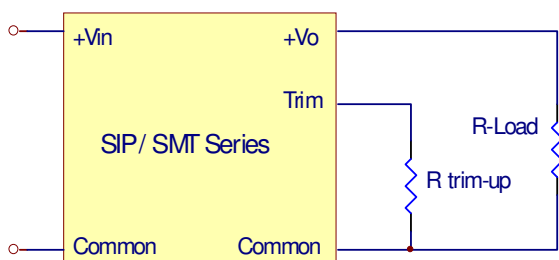 +Vin
+Vo
Trim
SIP/ SMT Series
R-Load
R trim-up
Common
Common